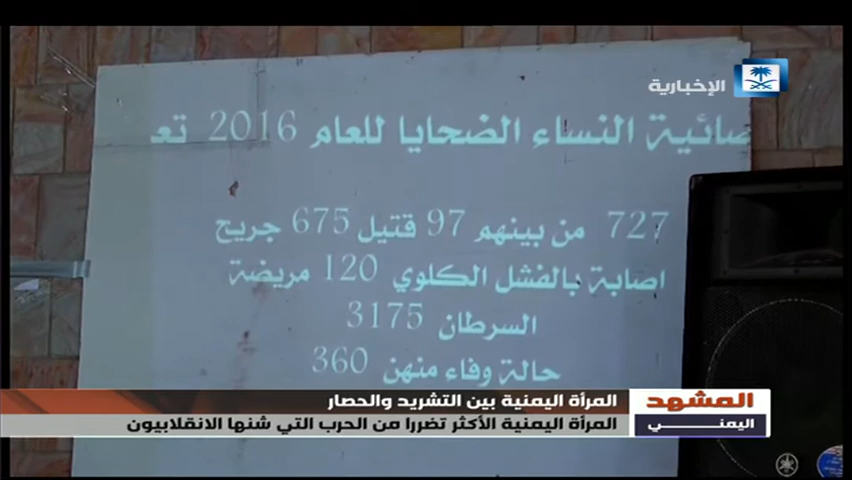 الإخبارية
النساء الضحايا للعام 2016
727 من بينهم 97 قتيل 675 جريح
اصابة بالفشل الكلوي 120 مريضة
السرطان 3175
حالة وفاء منهن 360
المشهد
اليمني
المرأة اليمنية بين التشريد والحصار
المرأة اليمنية الأكثر تضررا من الحرب التي شنها الانقلابيون